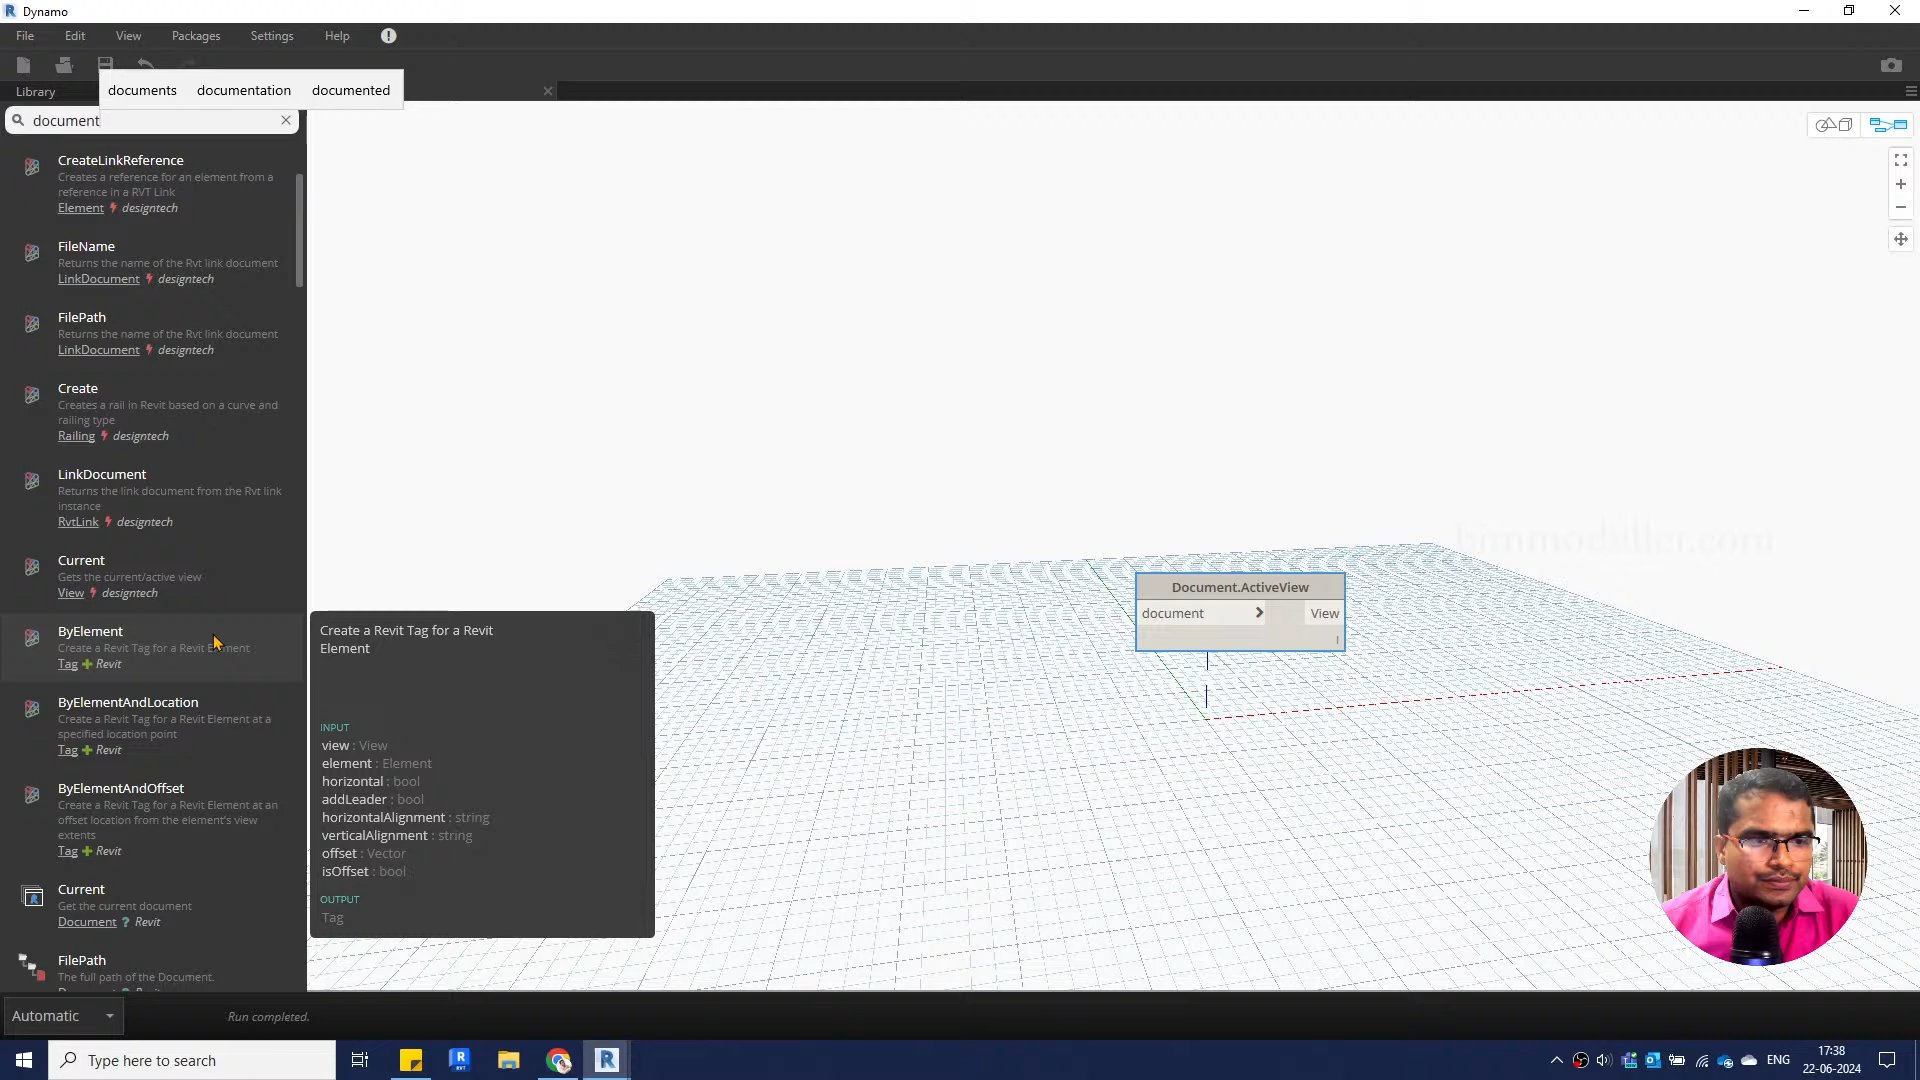 Dynamo
File Edit View Packages Settings Help
documents documentation documented
Library
document
CreateLinkReference
Creates a reference for an element from a
reference in a RVT Link
Element designtech
FileName
Returns the name of the Rvt link document
LinkDocument designtech
FilePath
Returns the name of the Rvt link document
LinkDocument designtech
Create
Creates a rail in Revit based on a curve and
railing type
Railing designtech
LinkDocument
Returns the link document from the Rvt link
instance
RvtLink designtech
Current
Gets the current/active view
View designtech
ByElement
Create a Revit Tag for a Revit Element
Tag Revit
ByElementAndLocation
Create a Revit Tag for a Revit Element at a
specified location point
Tag Revit
ByElementAndOffset
Create a Revit Tag for a Revit Element at an
offset location from the element's view
extents
Tag Revit
Current
Get the current document
Document ? Revit
FilePath
The full path of the Document.
Create a Revit Tag for a Revit
Element
INPUT
view : View
element : Element
horizontal : bool
addLeader : bool
horizontalAlignment : string
verticalAlignment : string
offset : Vector
isOffset : bool
OUTPUT
Tag
Document.ActiveView
document > View
Automatic
Run completed.
Type here to search
ENG
17:38
22-06-2024